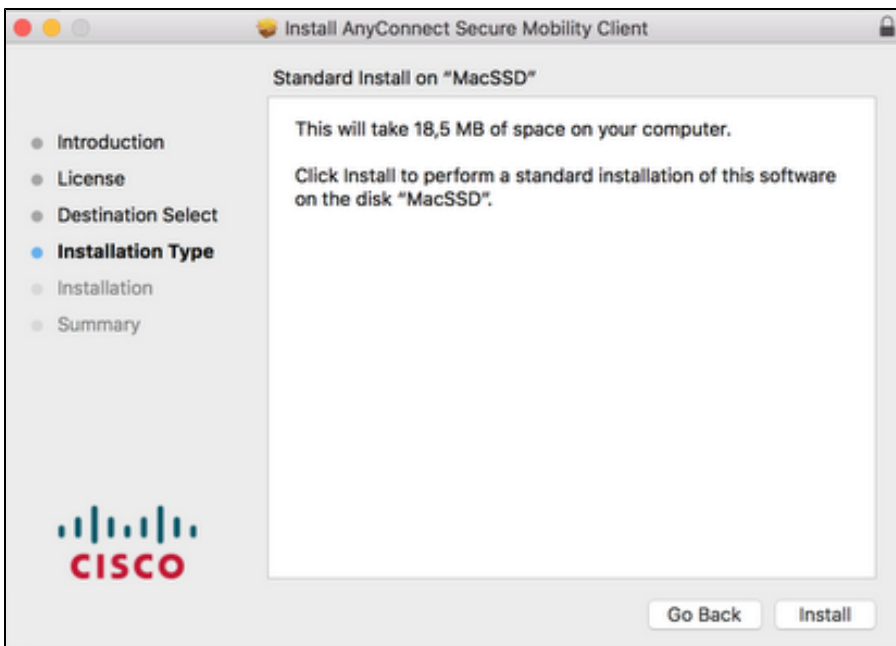 Install AnyConnect Secure Mobility Client
Standard Install on “MacSSD”
Introduction
License
Destination Select
Installation Type
Installation
Summary
This will take 18,5 MB of space on your computer.
Click Install to perform a standard installation of this software
on the disk “MacSSD”.
CISCO
Go Back
Install